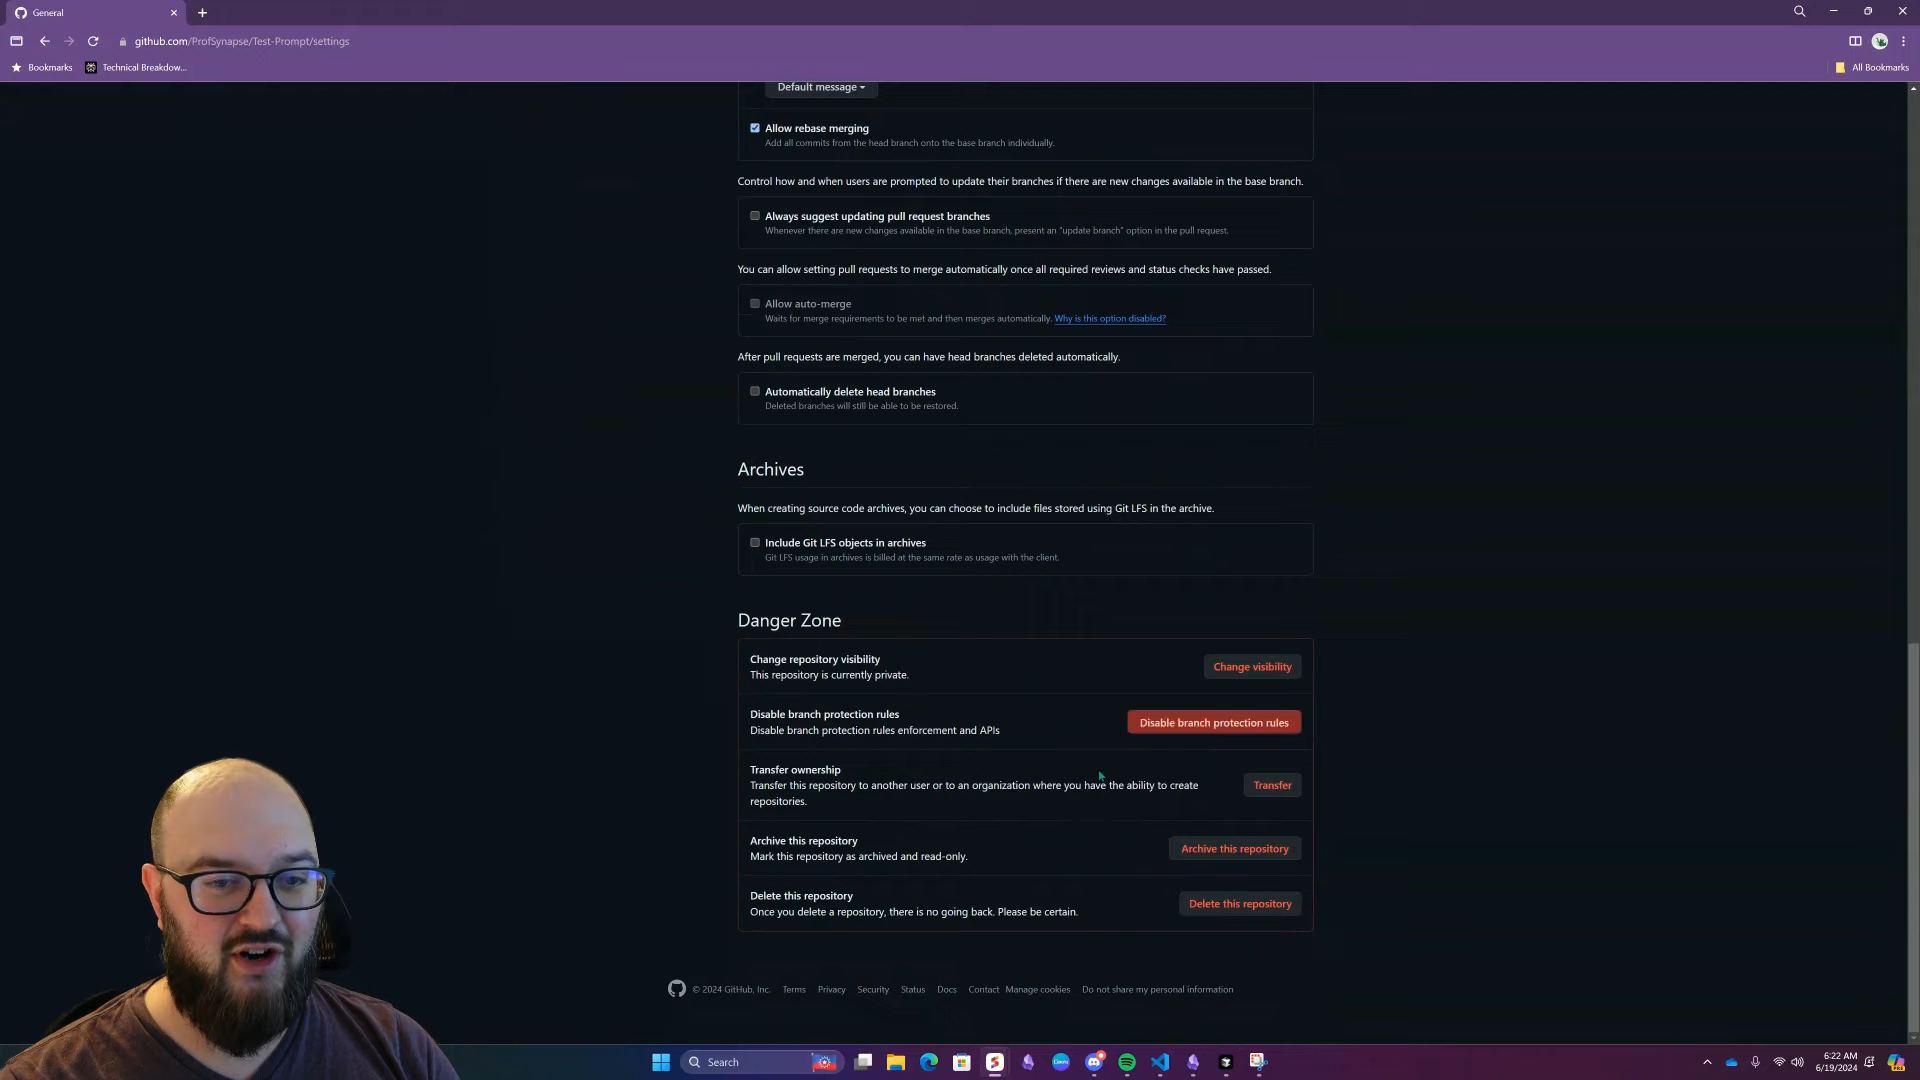 General
github.com/ProfSynapse/Test-Prompt/settings
Bookmarks
Technical Breakdow...
All Bookmarks
Default message
Allow rebase merging
Add all commits from the head branch onto the base branch individually.
Control how and when users are prompted to update their branches if there are new changes available in the base branch.
Always suggest updating pull request branches
Whenever there are new changes available in the base branch, present an "update branch" option in the pull request.
You can allow setting pull requests to merge automatically once all required reviews and status checks have passed.
Allow auto-merge
Waits for merge requirements to be met and then merges automatically. Why is this option disabled?
After pull requests are merged, you can have head branches deleted automatically.
Automatically delete head branches
Deleted branches will still be able to be restored.
Archives
When creating source code archives, you can choose to include files stored using Git LFS in the archive.
Include Git LFS objects in archives
Git LFS usage in archives is billed at the same rate as usage with the client.
Danger Zone
Change repository visibility
This repository is currently private.
Change visibility
Disable branch protection rules
Disable branch protection rules enforcement and APIs
Disable branch protection rules
Transfer ownership
Transfer this repository to another user or to an organization where you have the ability to create
repositories.
Transfer
Archive this repository
Mark this repository as archived and read-only.
Archive this repository
Delete this repository
Once you delete a repository, there is no going back. Please be certain.
Delete this repository
© 2024 GitHub, Inc. Terms Privacy Security Status Docs Contact Manage cookies Do not share my personal information
Search
6:22 AM
6/19/2024